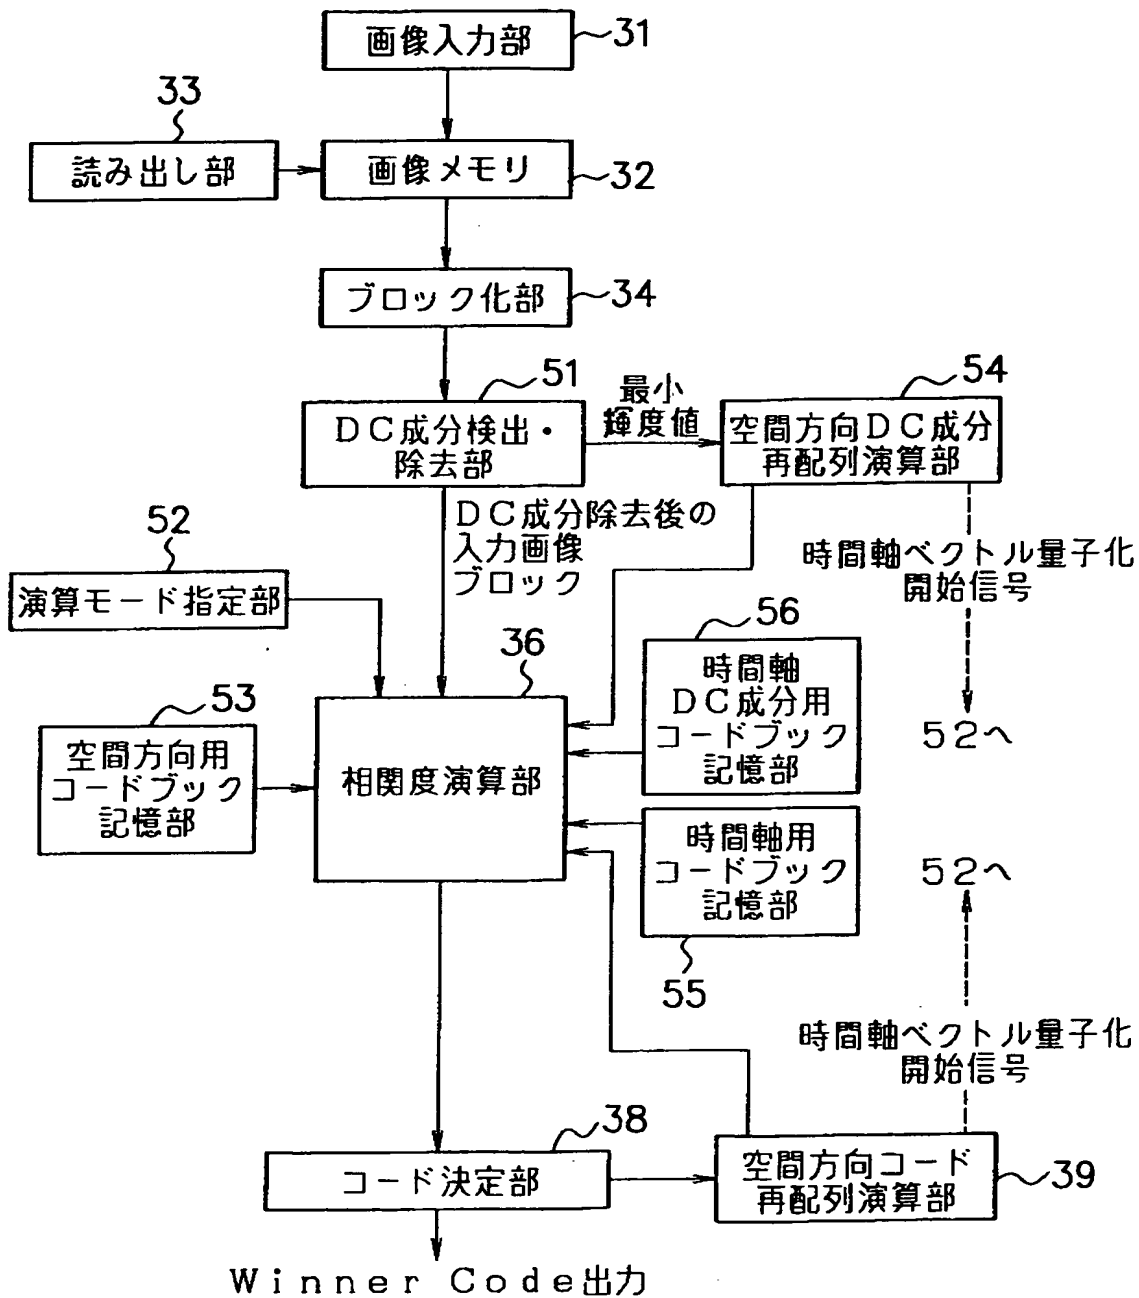 画像入力部
31
33
読み出し部
画像メモリ
32
ブロック化部
34
51
DC成分検出・
除去部
最小
輝度値
54
空間方向DC成分
再配列演算部
DC成分除去後の
入力画像
ブロック
52
演算モード指定部
時間軸ベクトル量子化
開始信号
52へ
36
相関度演算部
56
時間軸
DC成分用
コードブック
記憶部
53
空間方向用
コードブック
記憶部
時間軸用
コードブック
記憶部
55
52へ
時間軸ベクトル量子化
開始信号
38
コード決定部
空間方向コード
再配列演算部
39
Winner Code出力